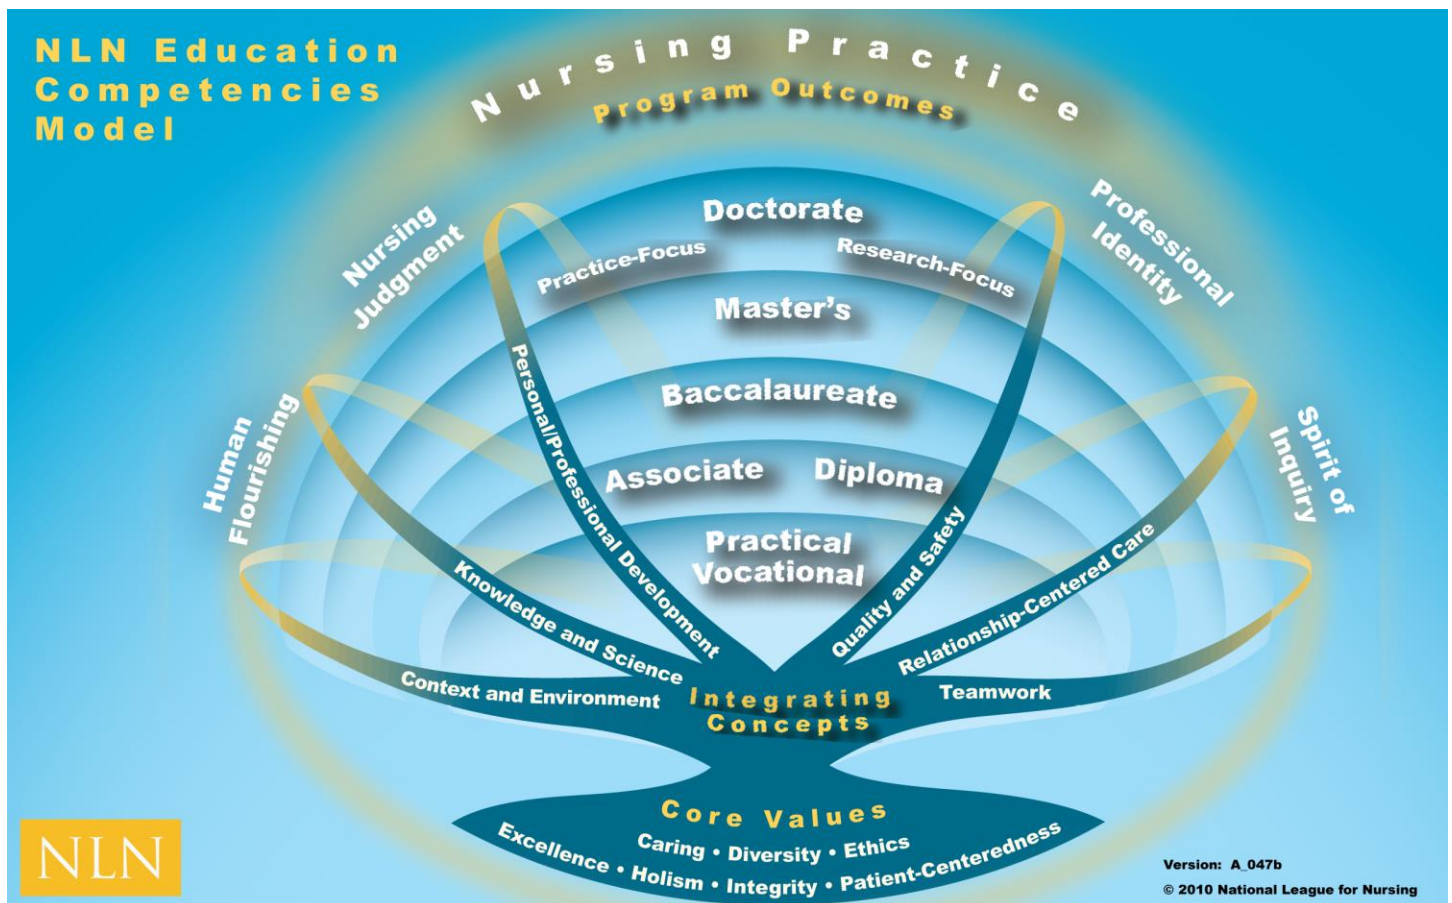 NLN Education
Competencies
Model
Nursing Practice
Program Outcomes
Human
Flourishing
Nursing
Judgment
Professional
Identity
Spirit of
Inquiry
Doctorate
Practice-Focus
Research-Focus
Master's
Baccalaureate
Associate
Diploma
Practical
Vocational
Context and Environment
Knowledge and Science
Personal/Professional Development
Quality and Safety
Relationship-Centered Care
Teamwork
Integrating
Concepts
Core Values
Caring • Diversity • Ethics
Excellence • Holism • Integrity • Patient-Centeredness
NLN
Version: A_047b
© 2010 National League for Nursing